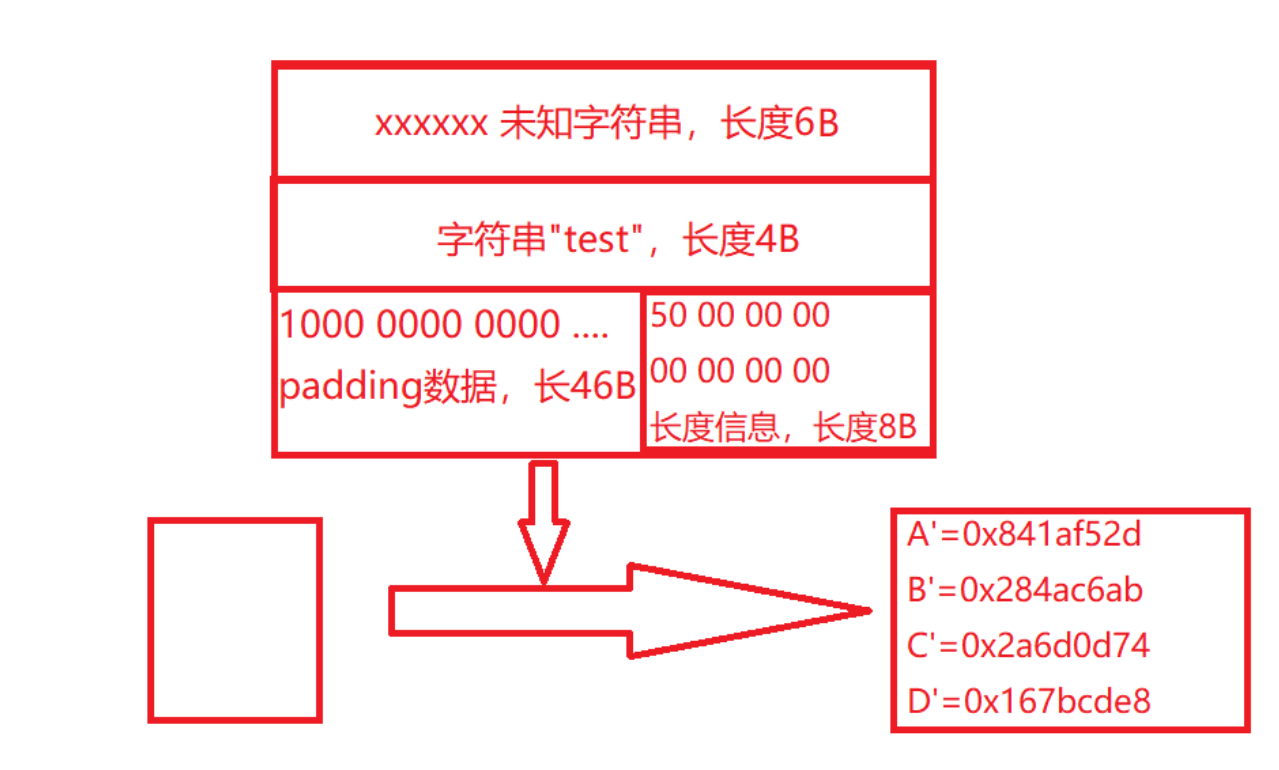 xxxxxx 未知字符串，长度6B
字符串"test"，长度4B
1000 0000 0000 ....
padding数据，长46B
50 00 00 00
00 00 00 00
长度信息，长度8B
A'=0x841af52d
B'=0x284ac6ab
C'=0x2a6d0d74
D'=0x167bcde8